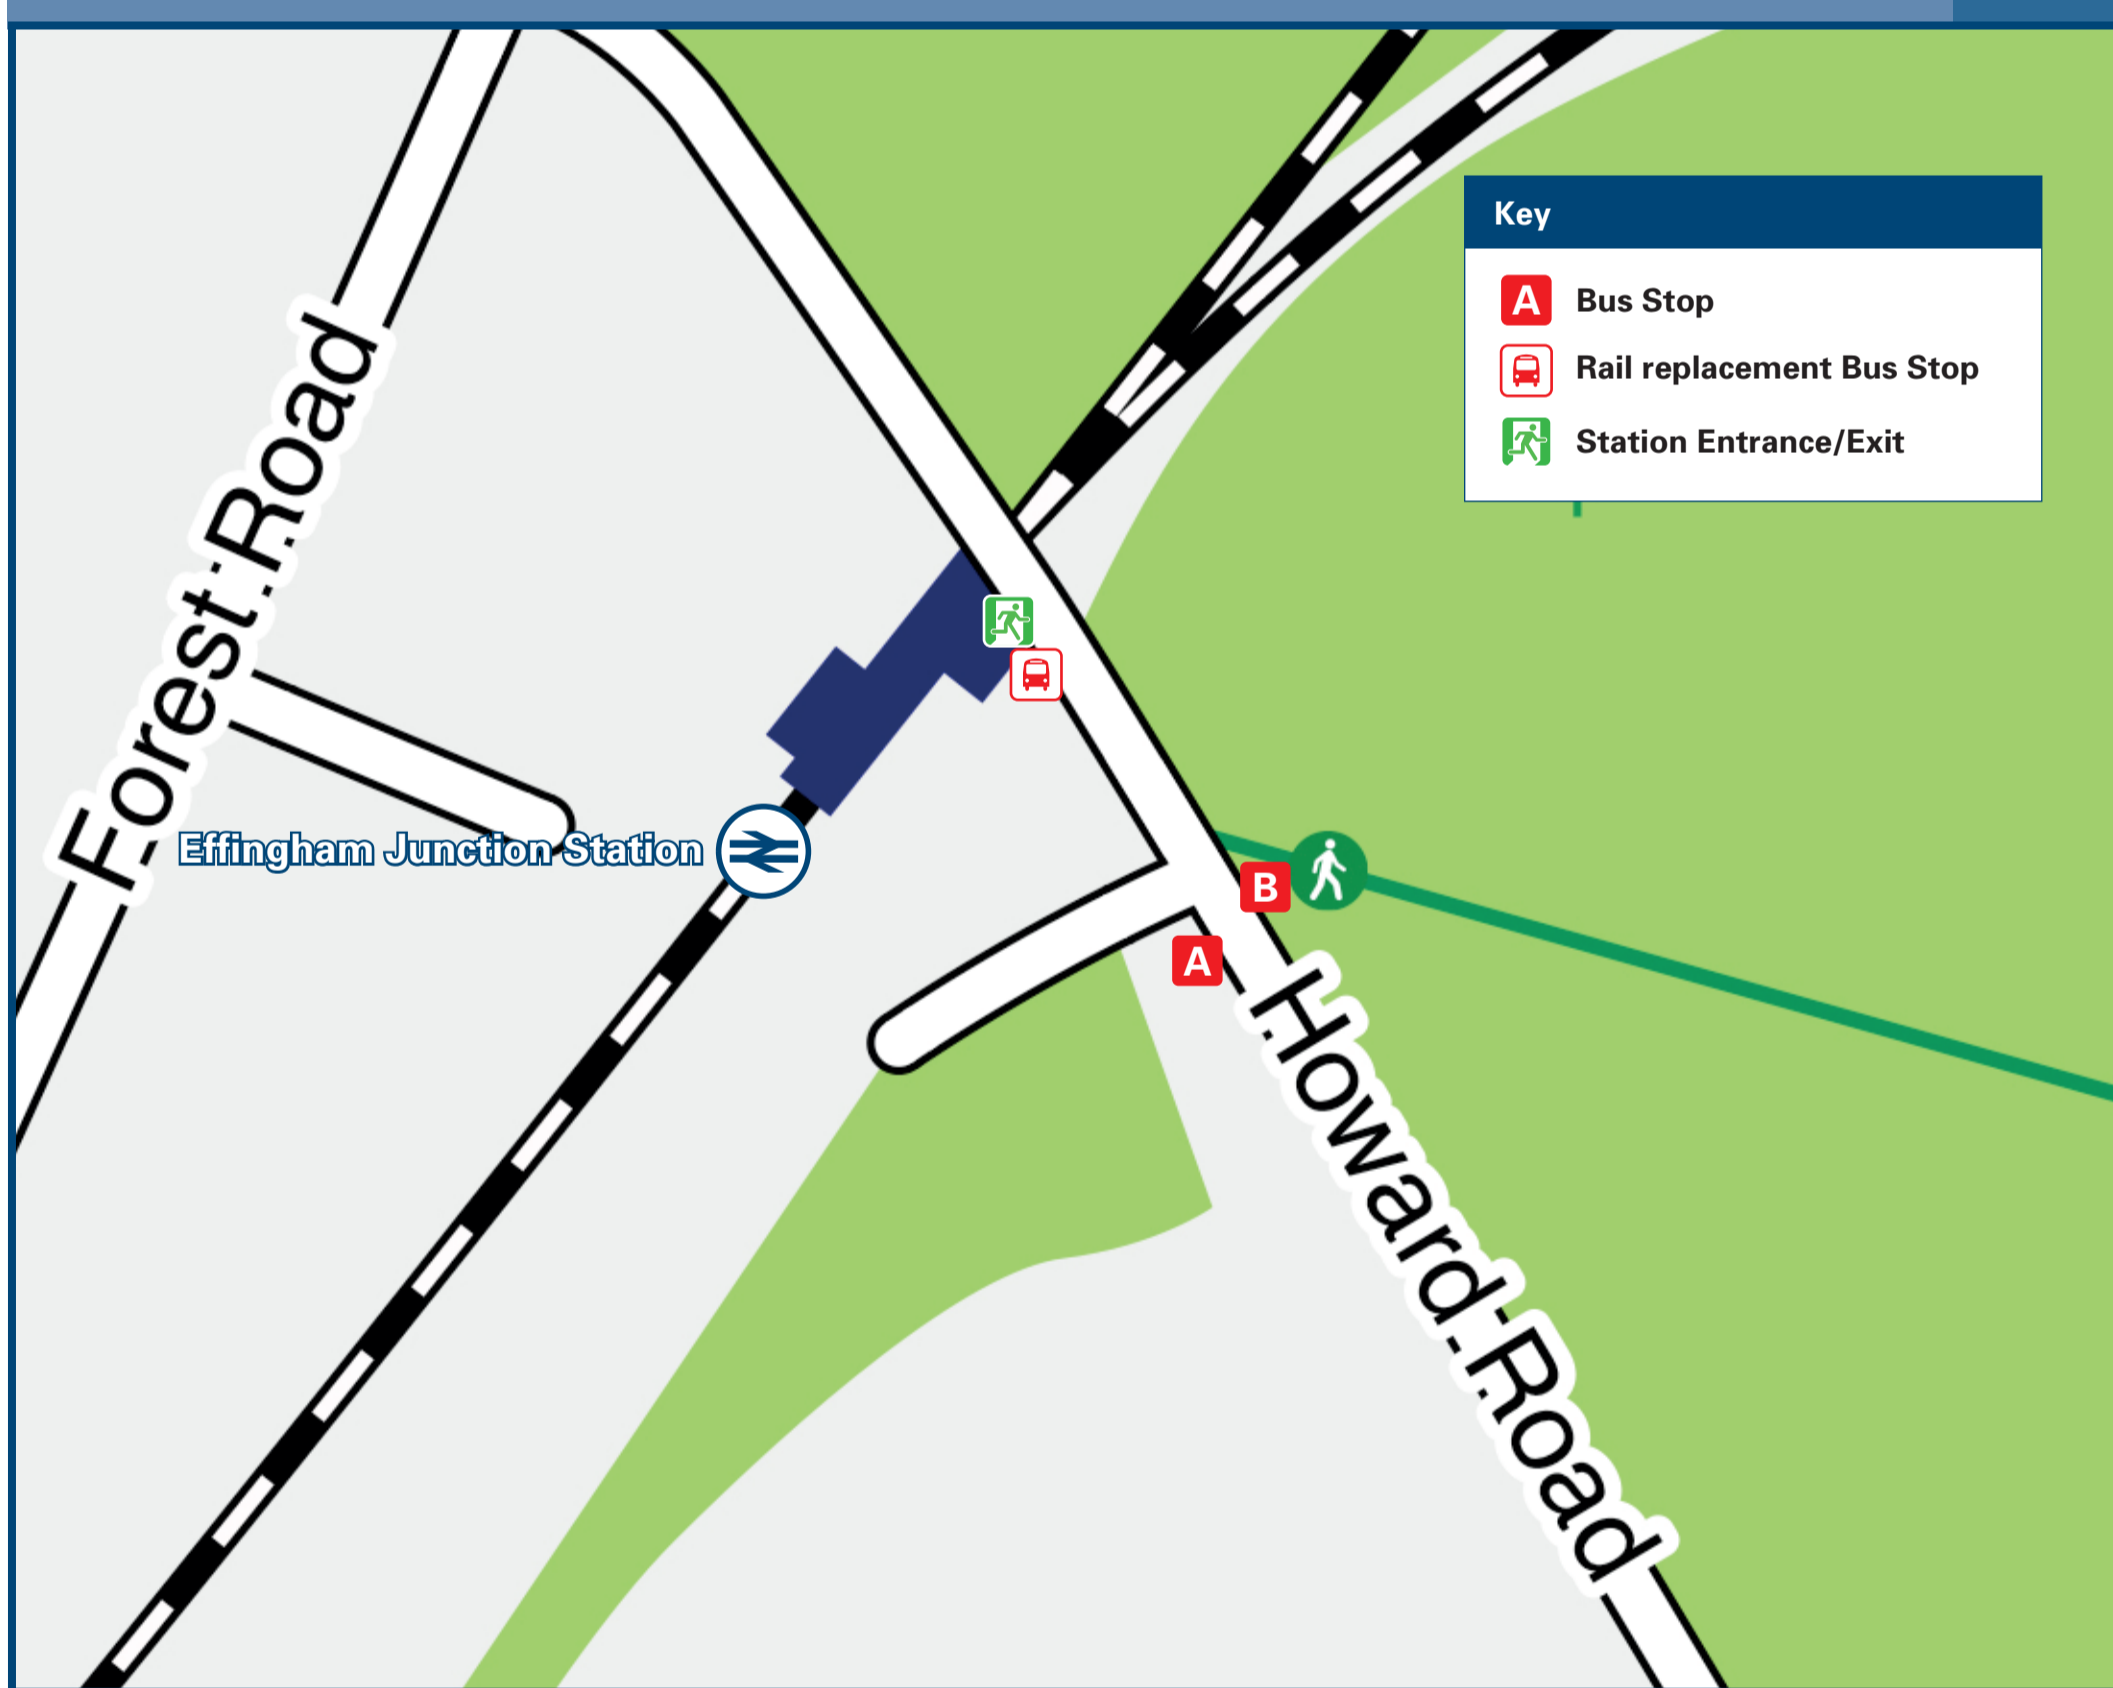 Key
A Bus Stop
Rail replacement Bus Stop
Station Entrance/Exit
Forest Road
Effingham Junction Station
B
A
Howard Road